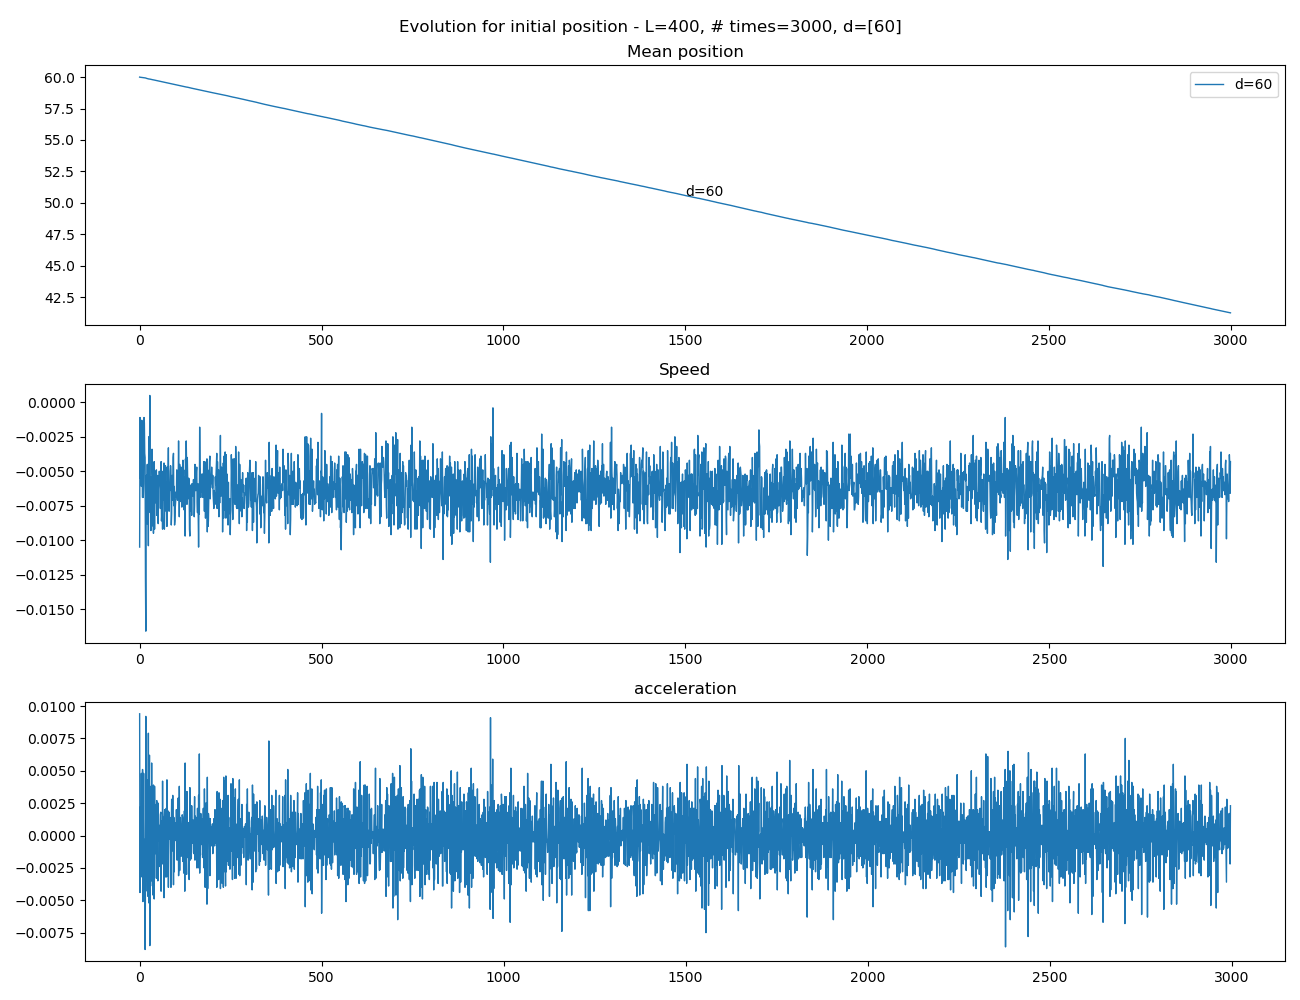 Evolution for initial position - L=400, # times=3000, d=[60]
Mean position
60.0
57.5
55.0
52.5
50.0
47.5
45.0
42.5
d=60
d=60
0 500 1000 1500 2000 2500 3000
Speed
0.0000
−0.0025
−0.0050
−0.0075
−0.0100
−0.0125
−0.0150
0 500 1000 1500 2000 2500 3000
acceleration
0.0100
0.0075
0.0050
0.0025
0.0000
−0.0025
−0.0050
−0.0075
0 500 1000 1500 2000 2500 3000